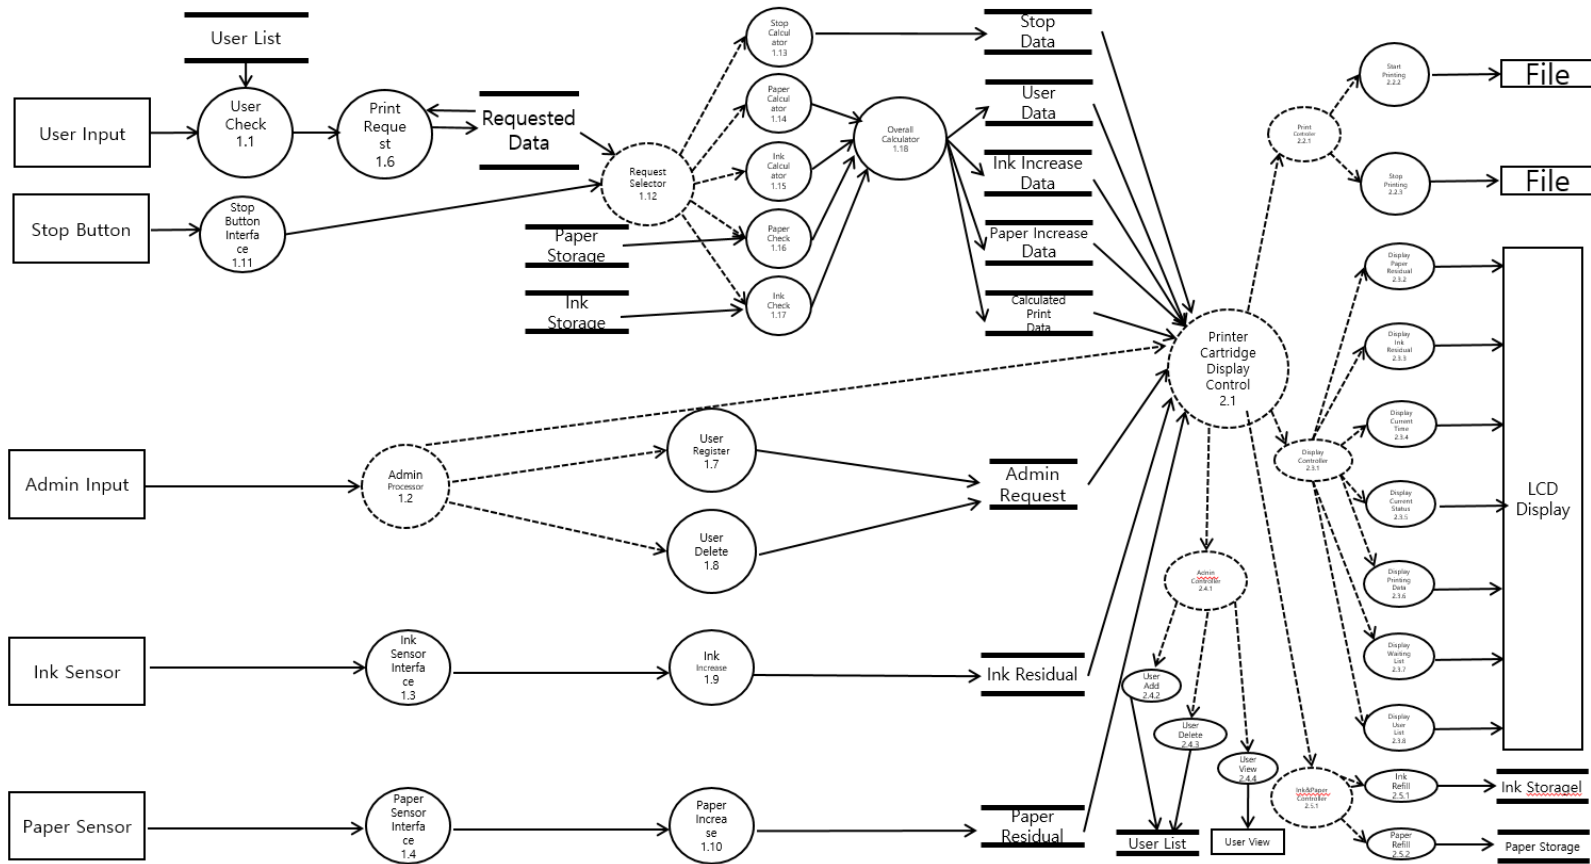 User List
User Input
User
Check
1.1
Print
Reque
st
1.6
Requested
Data
Stop Button
Stop
Button
Interfa
ce
1.11
Request
Selector
1.12
Paper
Storage
Ink
Storage
Stop
Calcul
ator
1.13
Paper
Calcul
ator
1.14
Ink
Calcul
ator
1.15
Paper
Check
1.16
Ink
Check
1.17
Overall
Calculator
1.18
Stop
Data
User
Data
Ink Increase
Data
Paper Increase
Data
Calculated
Print
Data
Printer
Cartridge
Display
Control
2.1
Print
Controller
2.2.1
Start
Printing
2.2.2
File
Stop
Printing
2.2.3
File
Display
Paper
Residual
2.3.2
Display
Ink
Residual
2.3.3
Display
Current
Time
2.3.4
Display
Controller
2.3.1
Display
Current
Status
2.3.5
Display
Printing
Data
2.3.6
Display
Waiting
List
2.3.7
Display
User
List
2.3.8
LCD
Display
Admin Input
Admin
Processor
1.2
User
Register
1.7
User
Delete
1.8
Admin
Request
Admin
Controller
2.4.1
User
Add
2.4.2
User
Delete
2.4.3
User
View
2.4.4
User List
User View
Ink Sensor
Ink
Sensor
Interfa
ce
1.3
Ink
Increase
1.9
Ink Residual
Paper Sensor
Paper
Sensor
Interfa
ce
1.4
Paper
Increa
se
1.10
Paper
Residual
Ink&Paper
Controller
2.5.1
Ink
Refill
2.5.1
Ink Storagel
Paper
Refill
2.5.2
Paper Storage